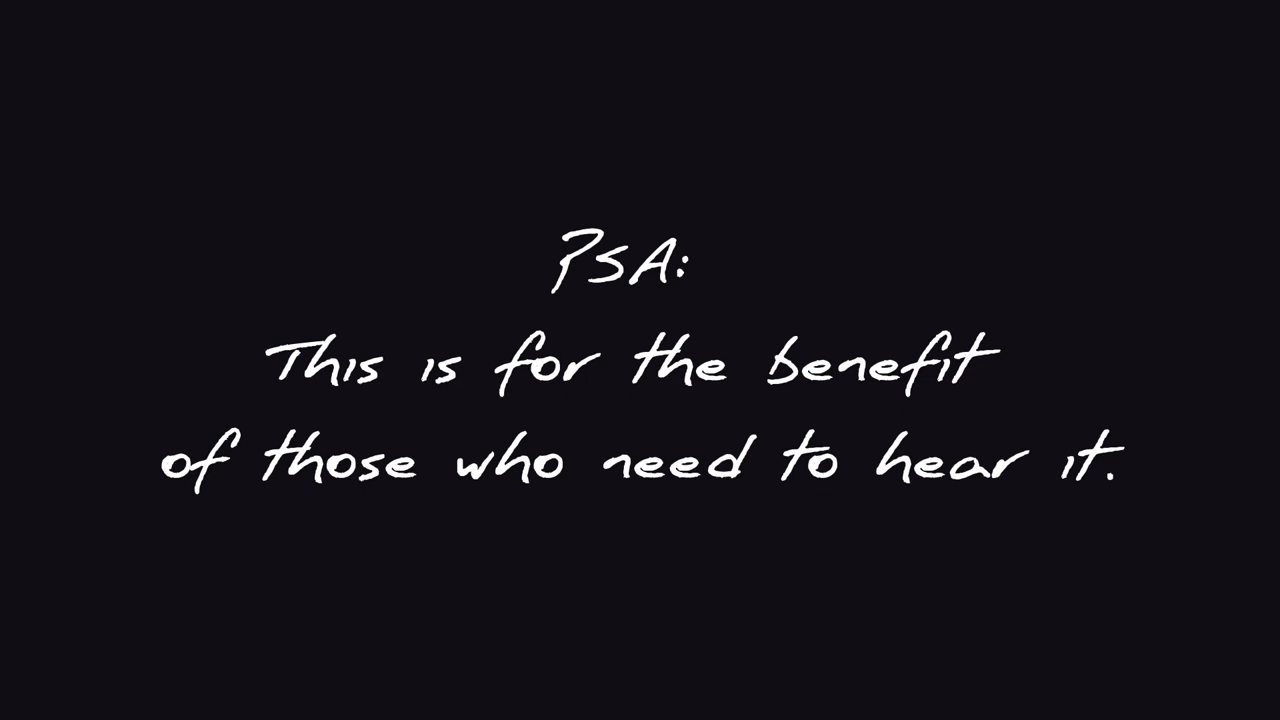 PSA:
This is for the benefit
of those who need to hear it.